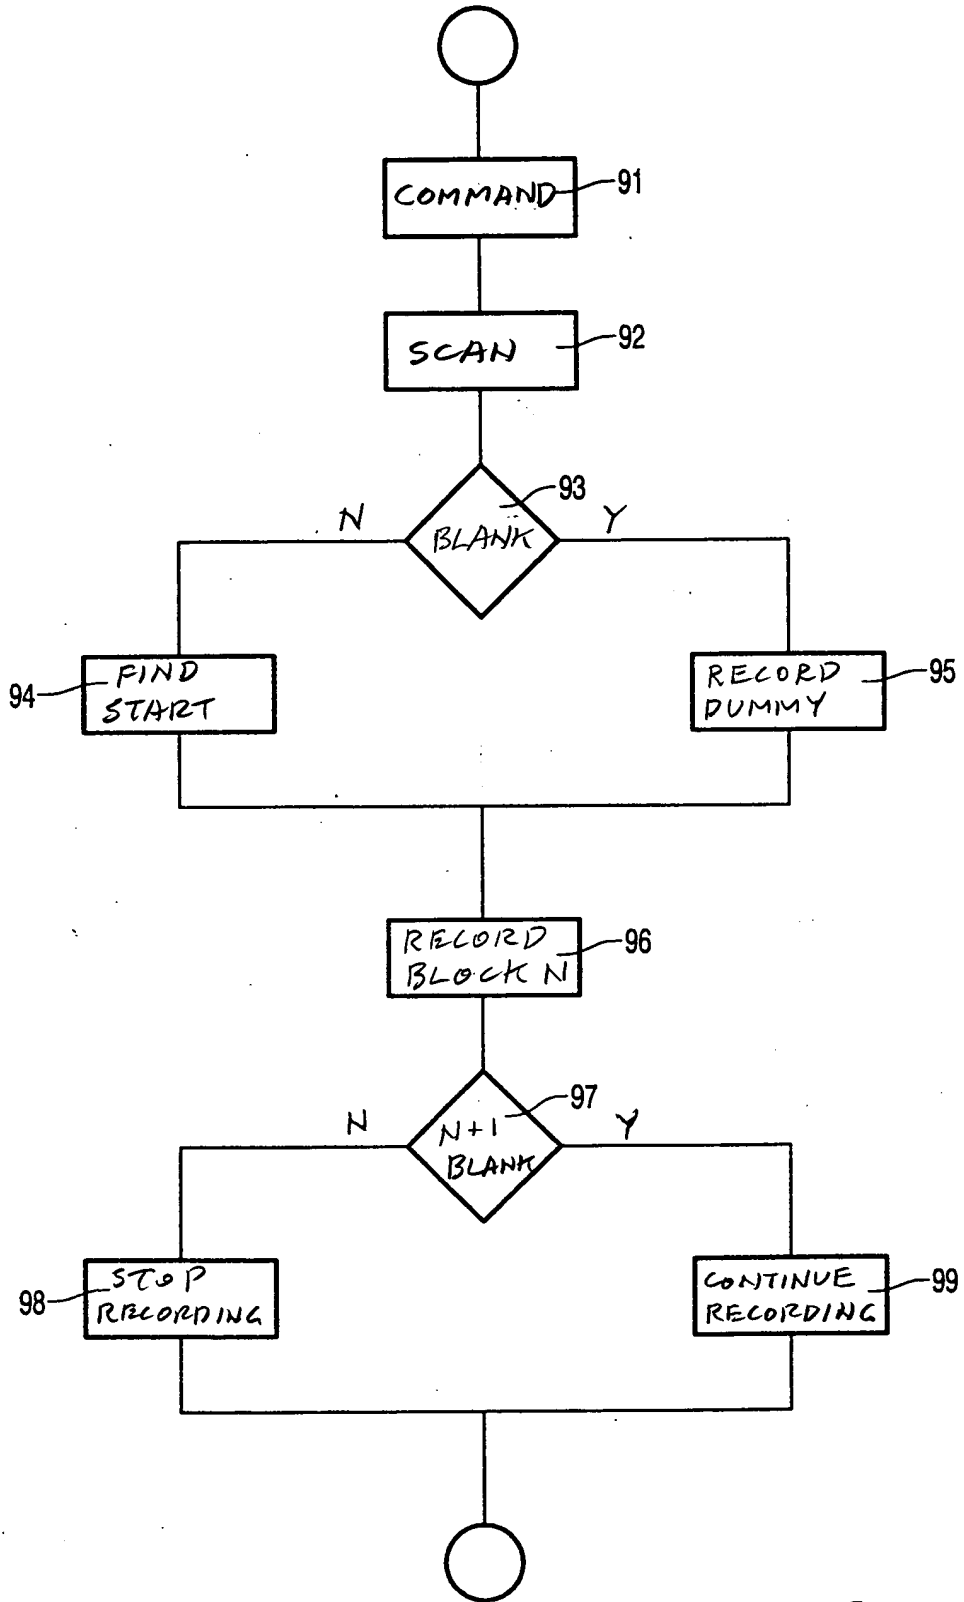 COMMAND 91
SCAN 92
93
N BLANK Y
94 FIND
START
RECORD 95
DUMMY
RECORD 96
BLOCK N
97
N N+1 Y
BLANK
98 STOP
RECORDING
CONTINUE 99
RECORDING